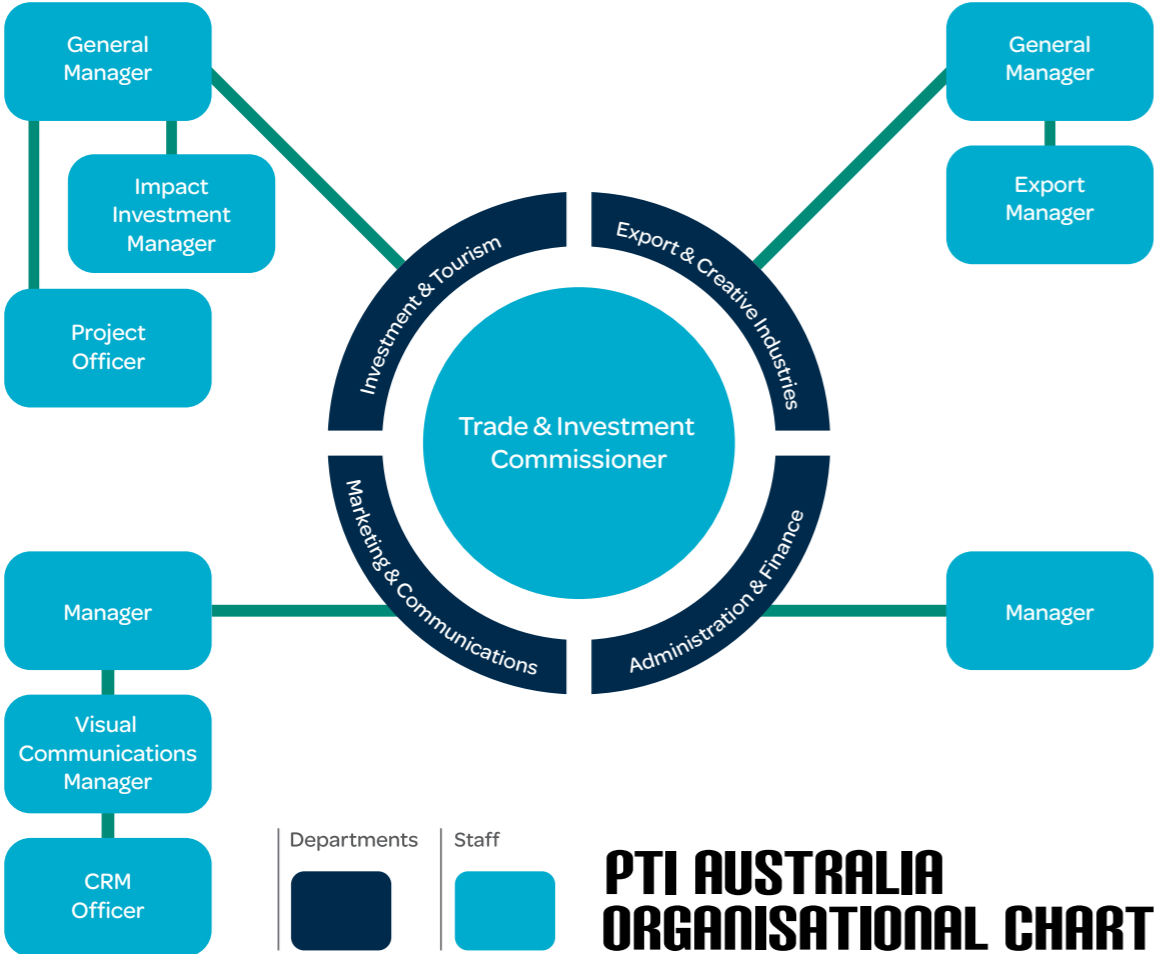 General
Manager
General
Manager
Impact
Investment
Manager
Export
Manager
Project
Officer
Investment & Tourism
Export & Creative Industries
Trade & Investment
Commissioner
Marketing & Communications
Administration & Finance
Manager
Manager
Visual
Communications
Manager
CRM
Officer
Departments
Staff
PTI AUSTRALIA
ORGANISATIONAL CHART